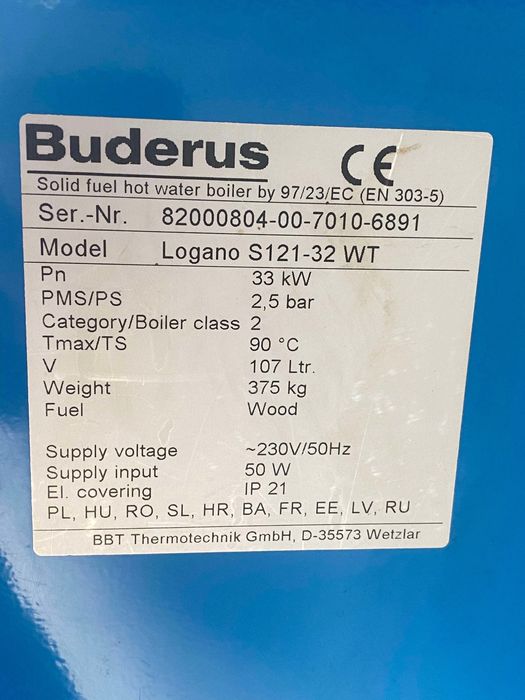 Buderus CE
Solid fuel hot water boiler by 97/23/EC (EN 303-5)
Ser.-Nr. 82000804-00-7010-6891
Model Logano S121-32 WT
Pn 33 kW
PMS/PS 2,5 bar
Category/Boiler class 2
Tmax/TS 90 °C
V 107 Ltr.
Weight 375 kg
Fuel Wood
Supply voltage ~230V/50Hz
Supply input 50 W
El. covering IP 21
PL, HU, RO, SL, HR, BA, FR, EE, LV, RU
BBT Thermotechnik GmbH, D-35573 Wetzlar